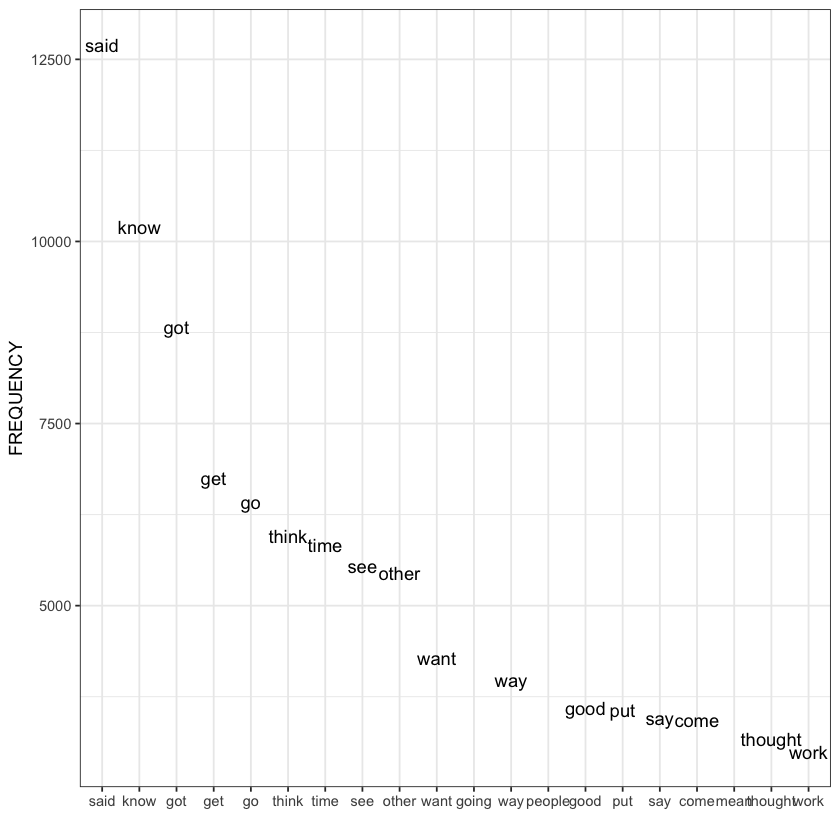 said
12500
know
10000
got
FREQUENCY
7500
get
go
think
time
see
other
5000
want
way
good
put
say
come
thought
work
said know got get go think time see other want going way people good put say come mean thought work